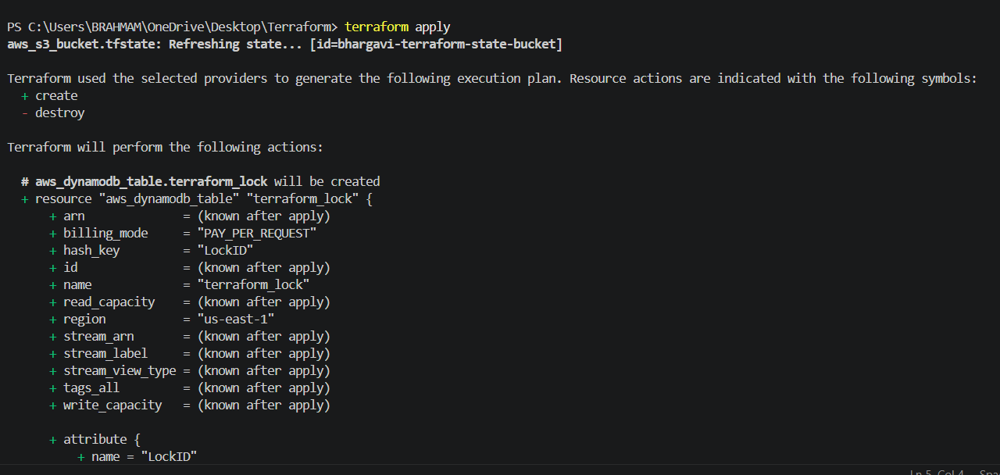 PS C:\Users\BRAHMAM\OneDrive\Desktop\Terraform> terraform apply
aws_s3_bucket.tfstate: Refreshing state... [id=bhargavi-terraform-state-bucket]
Terraform used the selected providers to generate the following execution plan. Resource actions are indicated with the following symbols:
+ create
- destroy
Terraform will perform the following actions:
# aws_dynamodb_table.terraform_lock will be created
+ resource "aws_dynamodb_table" "terraform_lock" {
+ arn = (known after apply)
+ billing_mode = "PAY_PER_REQUEST"
+ hash_key = "LockID"
+ id = (known after apply)
+ name = "terraform_lock"
+ read_capacity = (known after apply)
+ region = "us-east-1"
+ stream_arn = (known after apply)
+ stream_label = (known after apply)
+ stream_view_type = (known after apply)
+ tags_all = (known after apply)
+ write_capacity = (known after apply)
+ attribute {
+ name = "LockID"